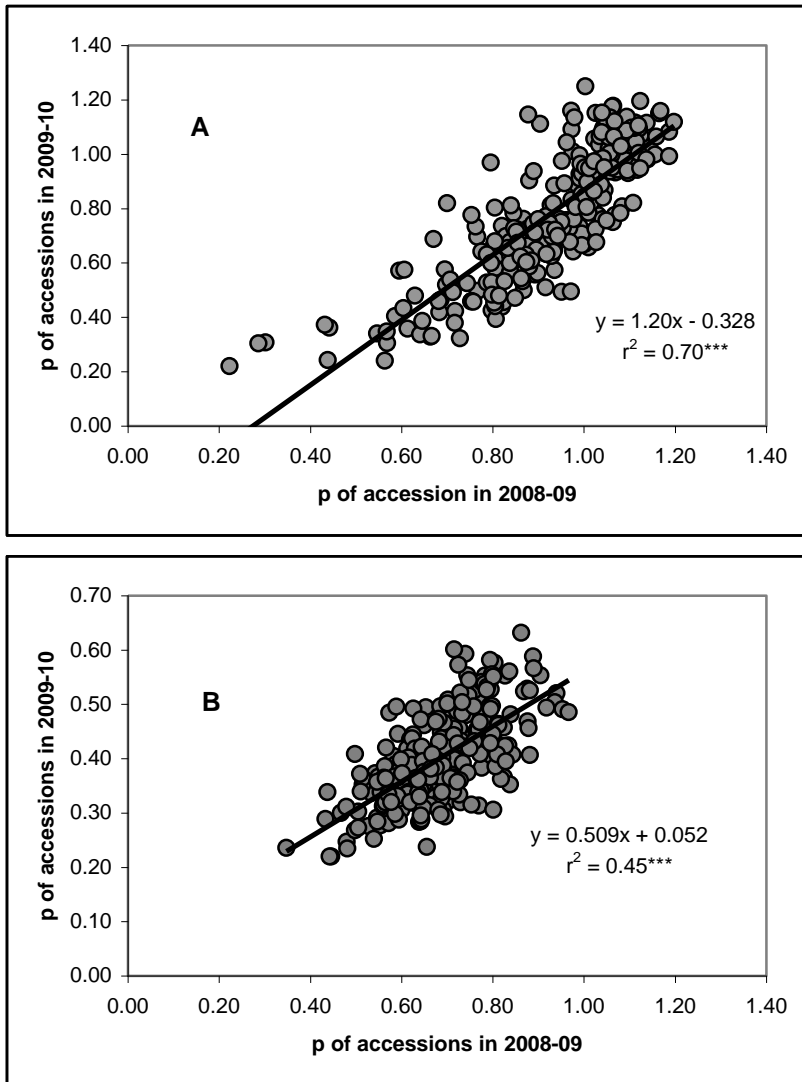 1.40
1.20
1.00
0.80
0.60
0.40
0.20
0.00
p of accessions in 2009-10
A
y = 1.20x - 0.328
r² = 0.70***
0.00 0.20 0.40 0.60 0.80 1.00 1.20 1.40
p of accession in 2008-09
0.70
0.60
0.50
0.40
0.30
0.20
0.10
0.00
p of accessions in 2009-10
B
y = 0.509x + 0.052
r² = 0.45***
0.00 0.20 0.40 0.60 0.80 1.00 1.20 1.40
p of accessions in 2008-09